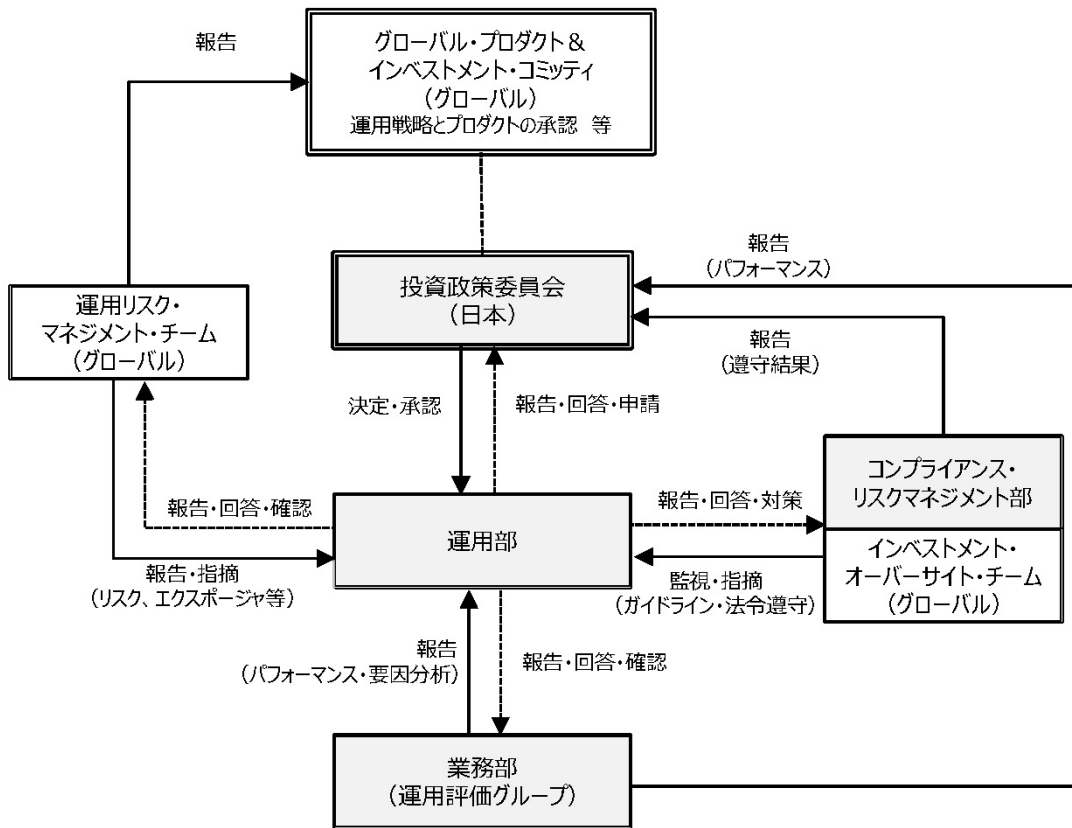 報告
グローバル・プロダクト＆
インベストメント・コミッティ
（グローバル）
運用戦略とプロダクトの承認 等
報告
（パフォーマンス）
投資政策委員会
（日本）
運用リスク・
マネジメント・チーム
（グローバル）
報告
（遵守結果）
決定・承認
報告・回答・申請
コンプライアンス・
リスクマネジメント部
インベストメント・
オーバーサイト・チーム
（グローバル）
報告・回答・確認
報告・回答・対策
運用部
報告・指摘
（リスク、エクスポージャ等）
監視・指摘
（ガイドライン・法令遵守）
報告
（パフォーマンス・要因分析）
報告・回答・確認
業務部
（運用評価グループ）